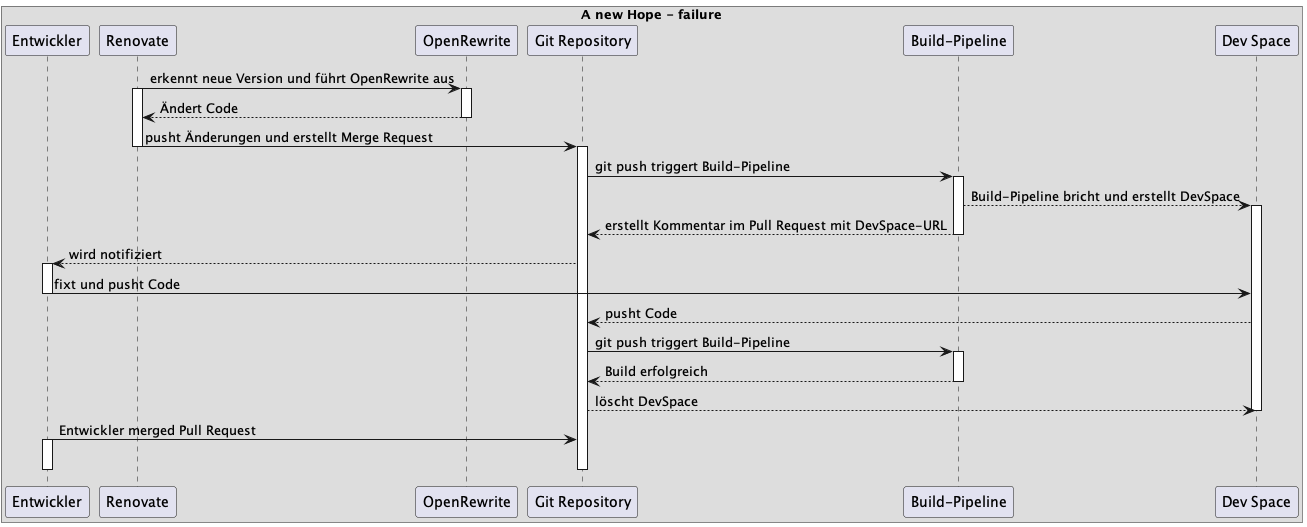 A new Hope – failure
Entwickler Renovate OpenRewrite Git Repository Build-Pipeline Dev Space
erkennt neue Version und führt OpenRewrite aus
Ändert Code
pusht Änderungen und erstellt Merge Request
git push triggert Build-Pipeline
Build-Pipeline bricht und erstellt DevSpace
erstellt Kommentar im Pull Request mit DevSpace-URL
wird notifiziert
fixt und pusht Code
pusht Code
git push triggert Build-Pipeline
Build erfolgreich
löscht DevSpace
Entwickler merged Pull Request
Entwickler Renovate OpenRewrite Git Repository Build-Pipeline Dev Space